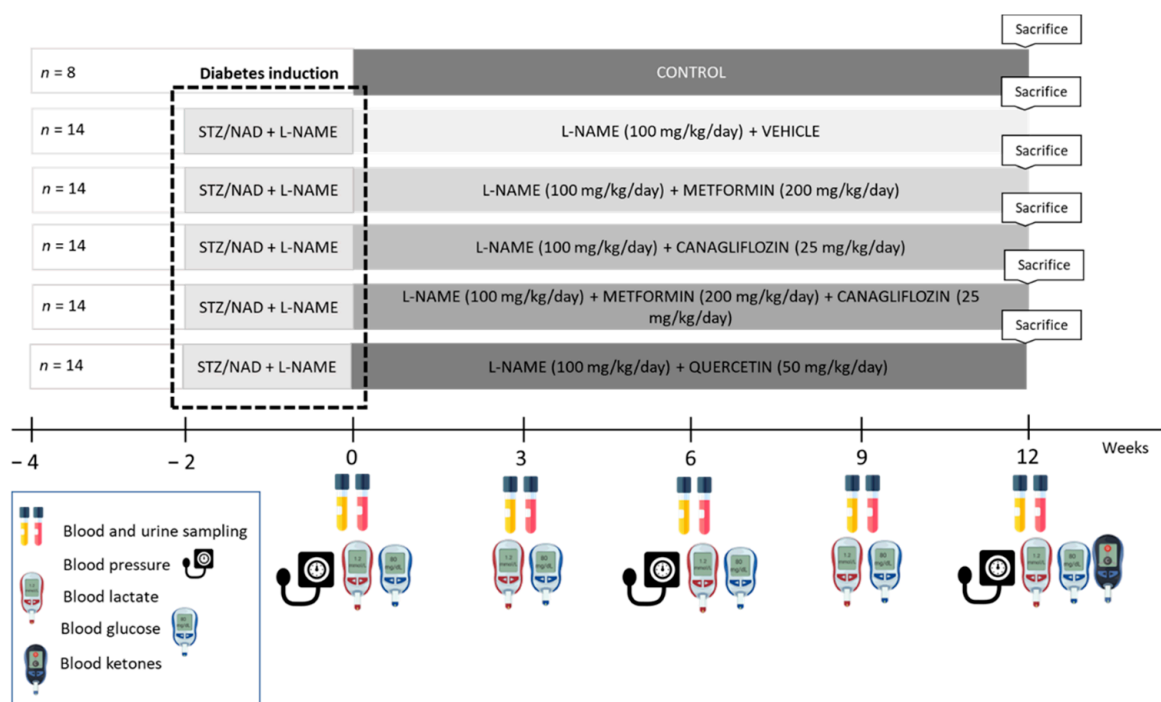 Sacrifice
n = 8
Diabetes induction
CONTROL
Sacrifice
n = 14
STZ/NAD + L-NAME
L-NAME (100 mg/kg/day) + VEHICLE
Sacrifice
n = 14
STZ/NAD + L-NAME
L-NAME (100 mg/kg/day) + METFORMIN (200 mg/kg/day)
Sacrifice
n = 14
STZ/NAD + L-NAME
L-NAME (100 mg/kg/day) + CANAGLIFLOZIN (25 mg/kg/day)
Sacrifice
n = 14
STZ/NAD + L-NAME
L-NAME (100 mg/kg/day) + METFORMIN (200 mg/kg/day) + CANAGLIFLOZIN (25
mg/kg/day)
Sacrifice
n = 14
STZ/NAD + L-NAME
L-NAME (100 mg/kg/day) + QUERCETIN (50 mg/kg/day)
– 4 – 2 0 3 6 9 12 Weeks
Blood and urine sampling
Blood pressure
Blood lactate
Blood glucose
Blood ketones